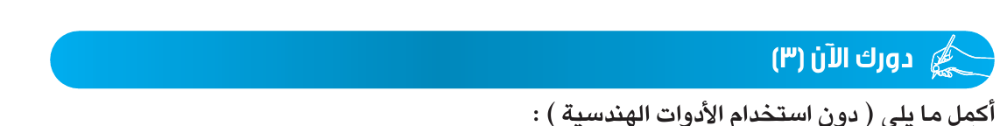 دورك الآن (٣)
أكمل ما يلي ( دون استخدام الأدوات الهندسية ) :